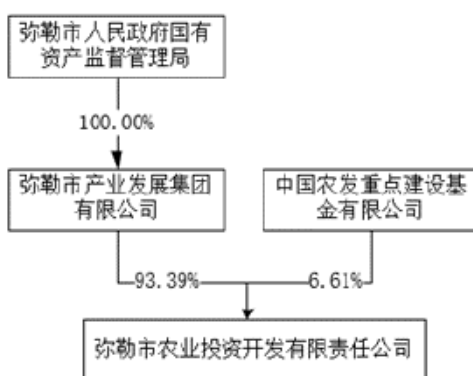 弥勒市人民政府国有
资产监督管理局
100.00%
弥勒市产业发展集团
有限公司
中国农发重点建设基
金有限公司
93.39%
6.61%
弥勒市农业投资开发有限责任公司